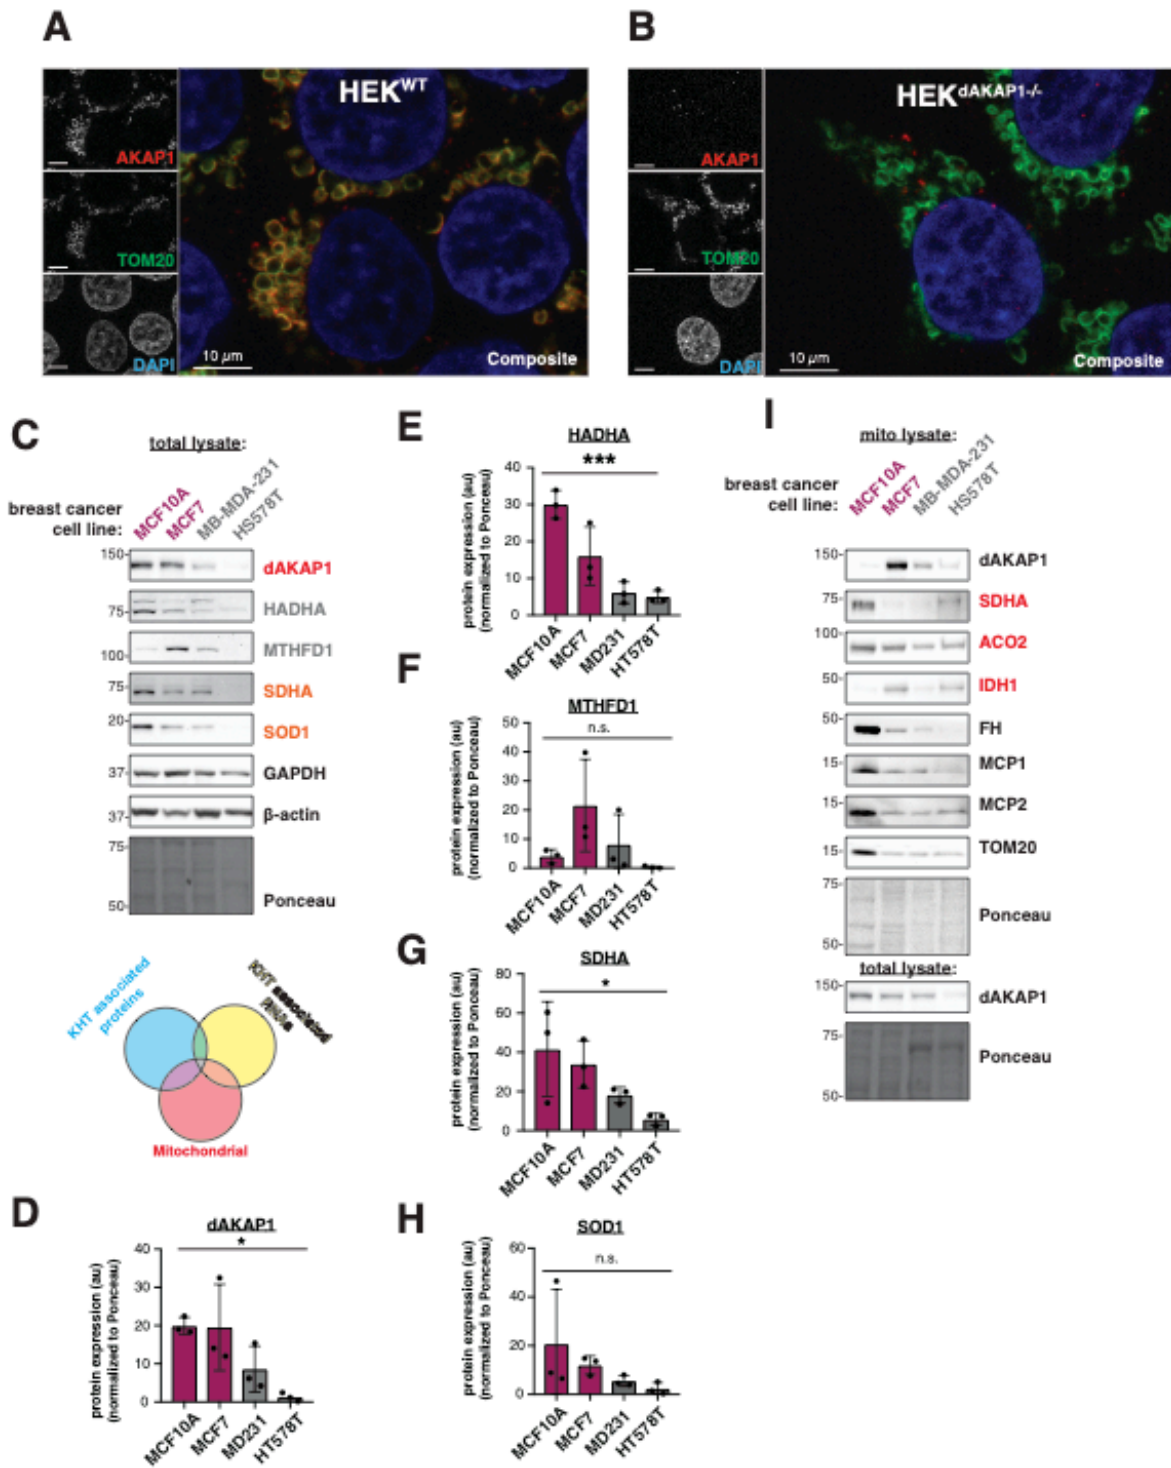 A
HEKWT
AKAP1
TOM20
DAPI
10 µm
Composite
B
HEKdAKAP1-/-
AKAP1
TOM20
DAPI
10 µm
Composite
C
total lysate:
breast cancer
cell line:
MCF10A
MCF7
MB-MDA-231
HS578T
150
dAKAP1
75
HADHA
100
MTHFD1
75
SDHA
20
SOD1
37
GAPDH
37
β-actin
75
50
Ponceau
KHT associated
proteins
KHT associated
RNAs
Mitochondrial
D
dAKAP1
*
protein expression (au)
(normalized to Ponceau)
40
30
20
10
0
MCF10A
MCF7
MD231
HT578T
E
HADHA
***
protein expression (au)
(normalized to Ponceau)
40
30
20
10
0
MCF10A
MCF7
MD231
HT578T
F
MTHFD1
n.s.
protein expression (au)
(normalized to Ponceau)
50
40
30
20
10
0
MCF10A
MCF7
MD231
HT578T
G
SDHA
*
protein expression (au)
(normalized to Ponceau)
80
60
40
20
0
MCF10A
MCF7
MD231
HT578T
H
SOD1
n.s.
protein expression (au)
(normalized to Ponceau)
60
40
20
0
MCF10A
MCF7
MD231
HT578T
I
mito lysate:
breast cancer
cell line:
MCF10A
MCF7
MB-MDA-231
HS578T
150
dAKAP1
75
SDHA
100
ACO2
50
IDH1
50
FH
15
MCP1
15
MCP2
15
TOM20
75
50
Ponceau
total lysate:
dAKAP1
75
50
Ponceau